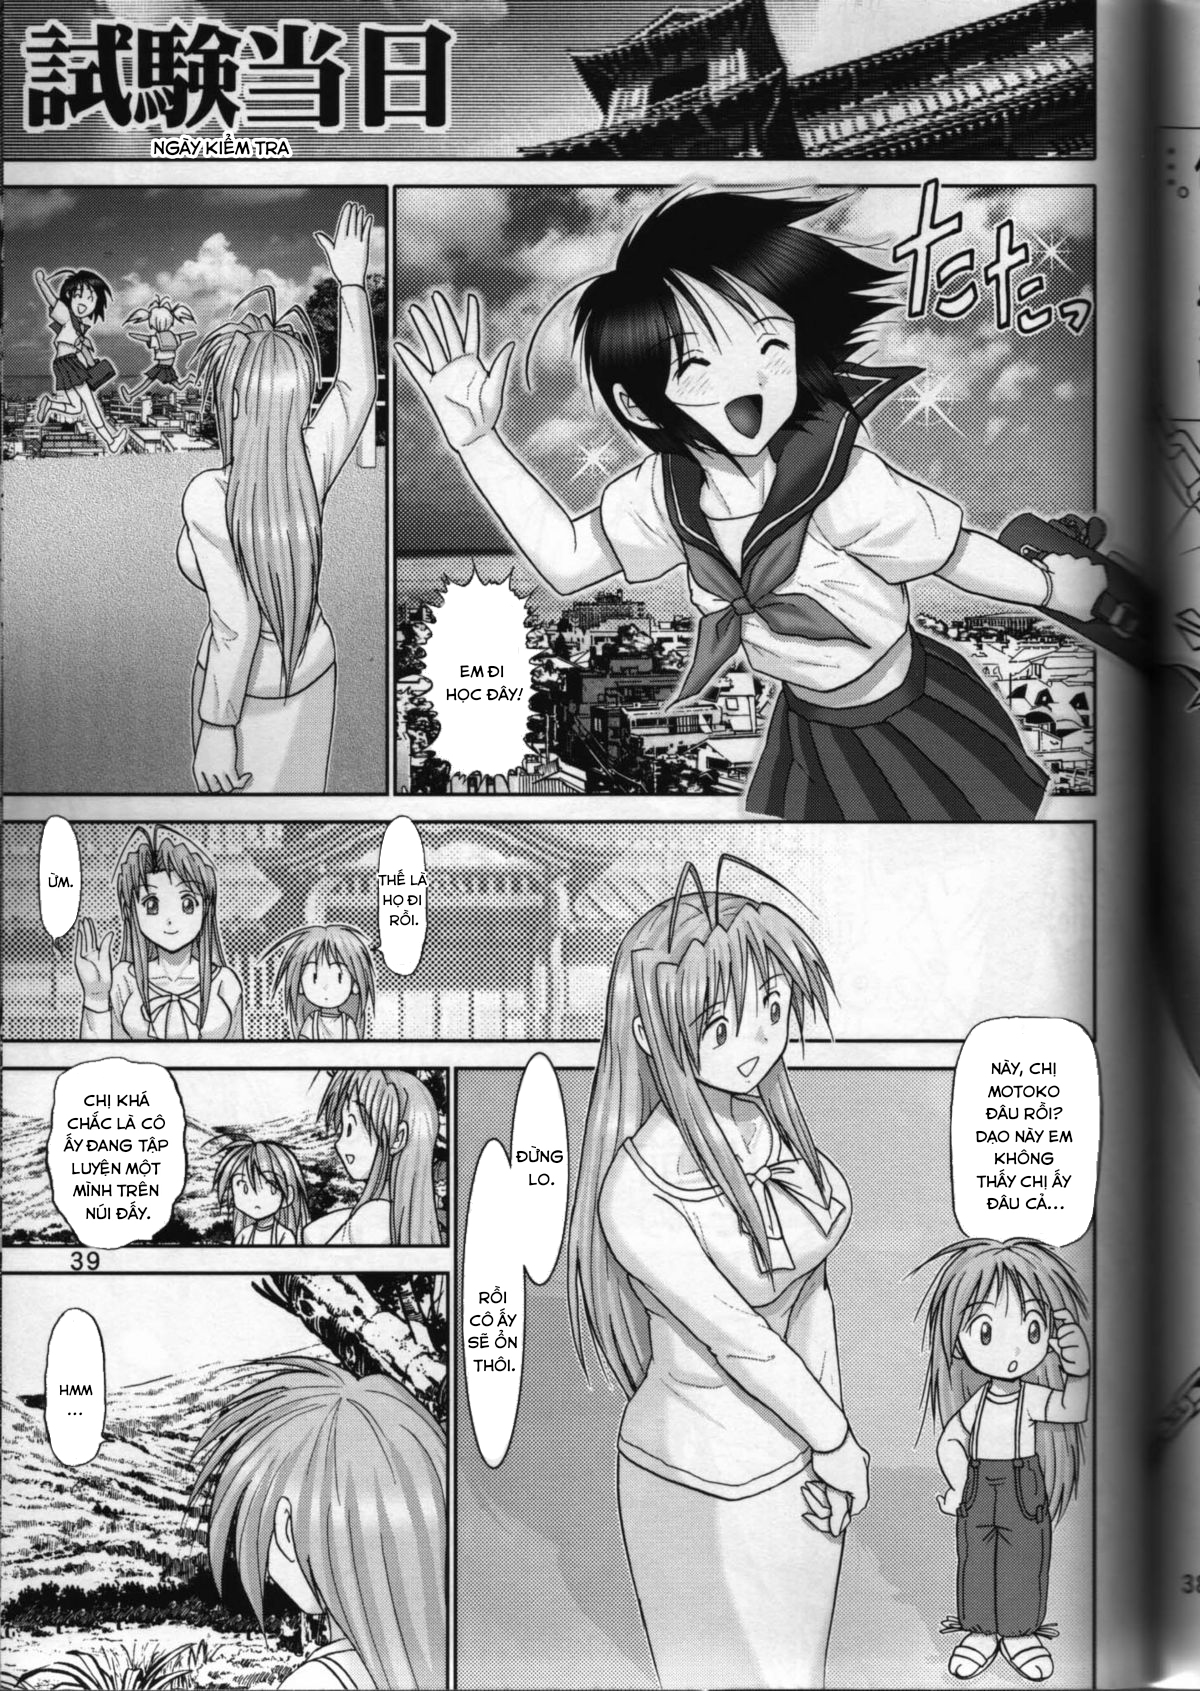 試験当日
NGÀY KIỂM TRA
たたたっ
EM ĐI
HỌC ĐÂY!
THẾ LÀ
HỌ ĐI
RỒI.
ỪM.
NÀY, CHỊ
MOTOKO
ĐÂU RỒI?
DẠO NÀY EM
KHÔNG
THẤY CHỊ ẤY
ĐÂU CẢ...
ĐỪNG
LO.
RỒI
CÔ ẤY
SẼ ỔN
THÔI.
CHỊ KHÁ
CHẮC LÀ CÔ
ẤY ĐANG TẬP
LUYỆN MỘT
MÌNH TRÊN
NÚI ĐẤY.
HMM
...
39
38